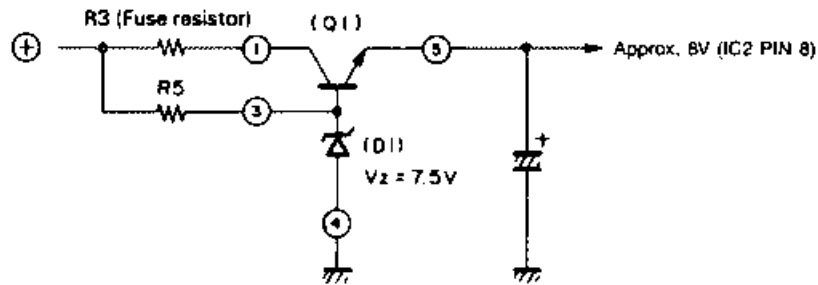 R3 (Fuse resistor)
(Q1)
+
1
5
Approx. 8V (IC2 PIN 8)
R5
3
(D1)
Vz = 7.5V
+
4